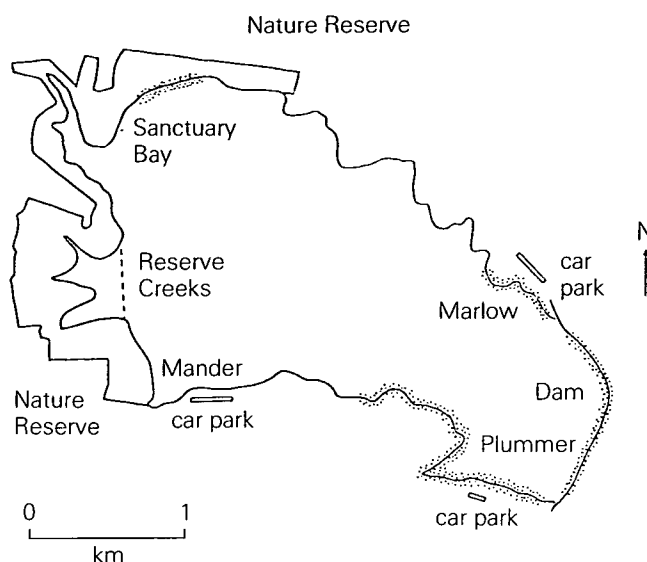 Nature Reserve
Sanctuary
Bay
N
car
park
Reserve
Creeks
Marlow
Mander
Dam
Nature
Reserve
car park
Plummer
car park
0 1
km